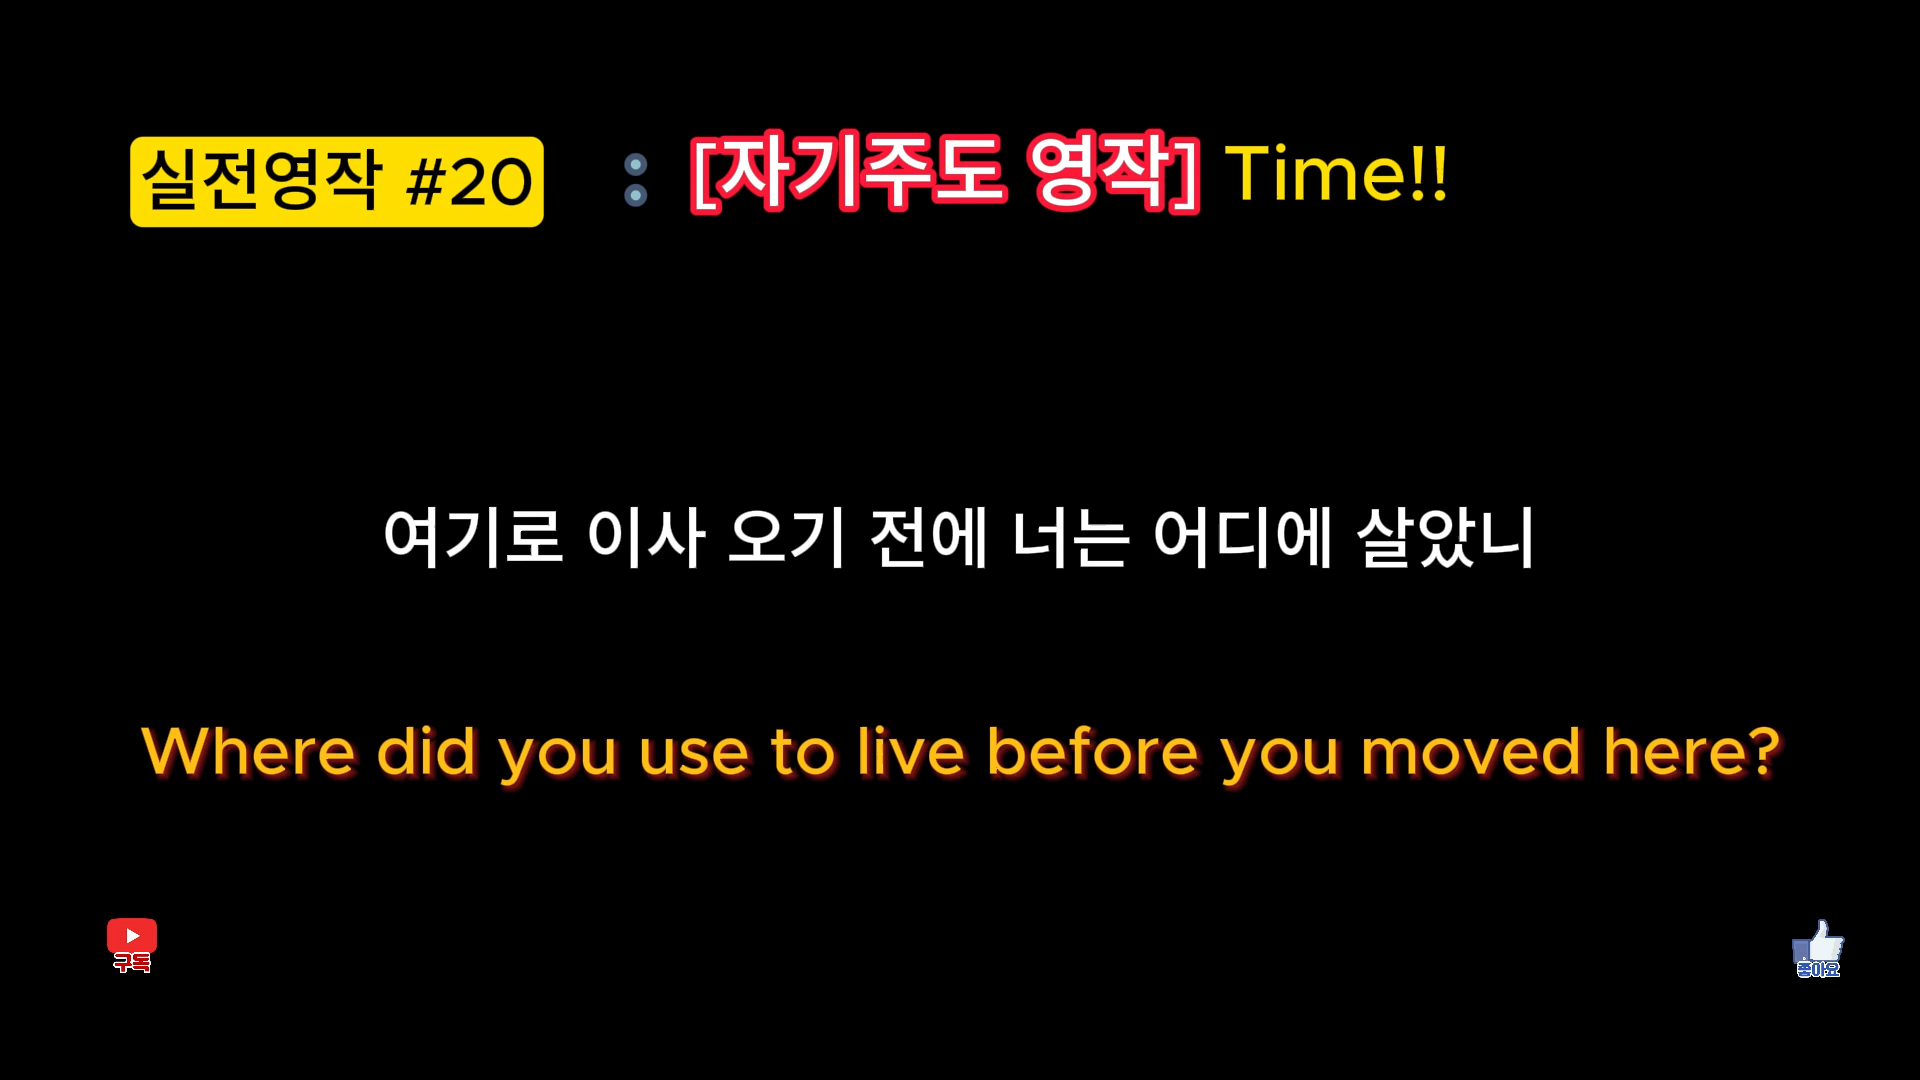 실전영작 #20 : [자기주도 영작] Time!!
여기로 이사 오기 전에 너는 어디에 살았니
Where did you use to live before you moved here?
구독
좋아요